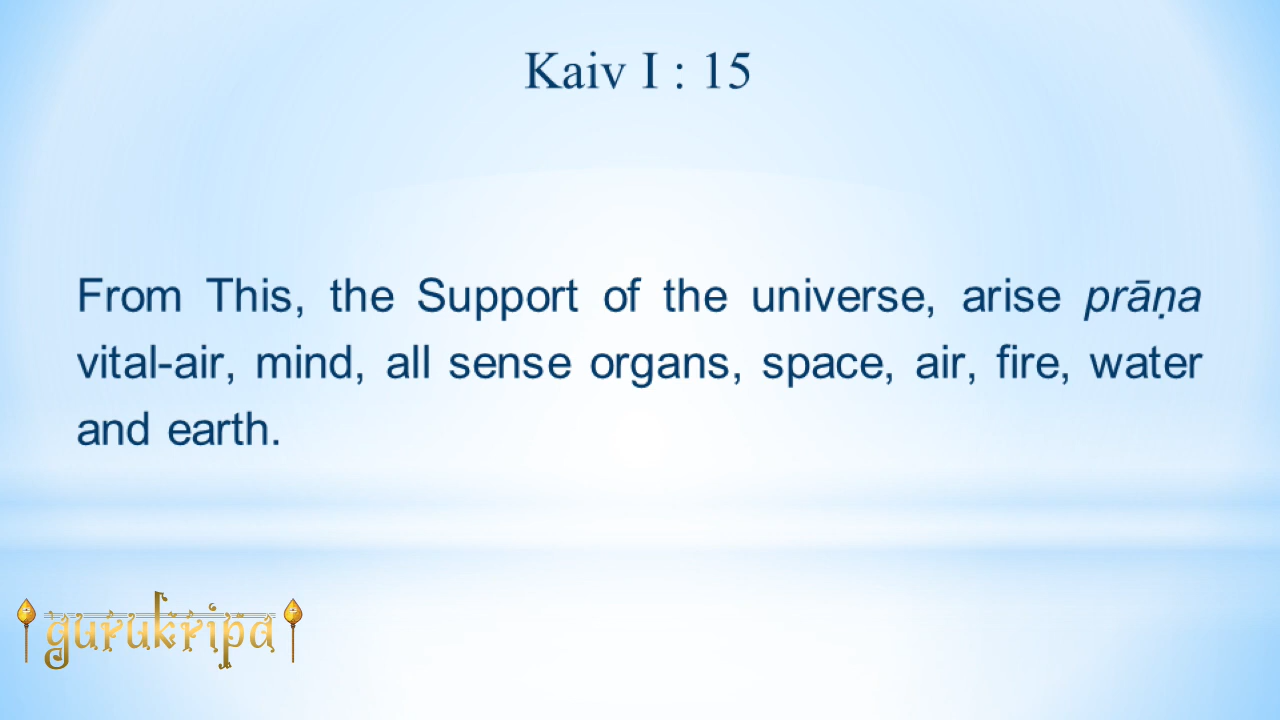 Kaiv I : 15
From This, the Support of the universe, arise prāṇa
vital-air, mind, all sense organs, space, air, fire, water
and earth.
gurukripa